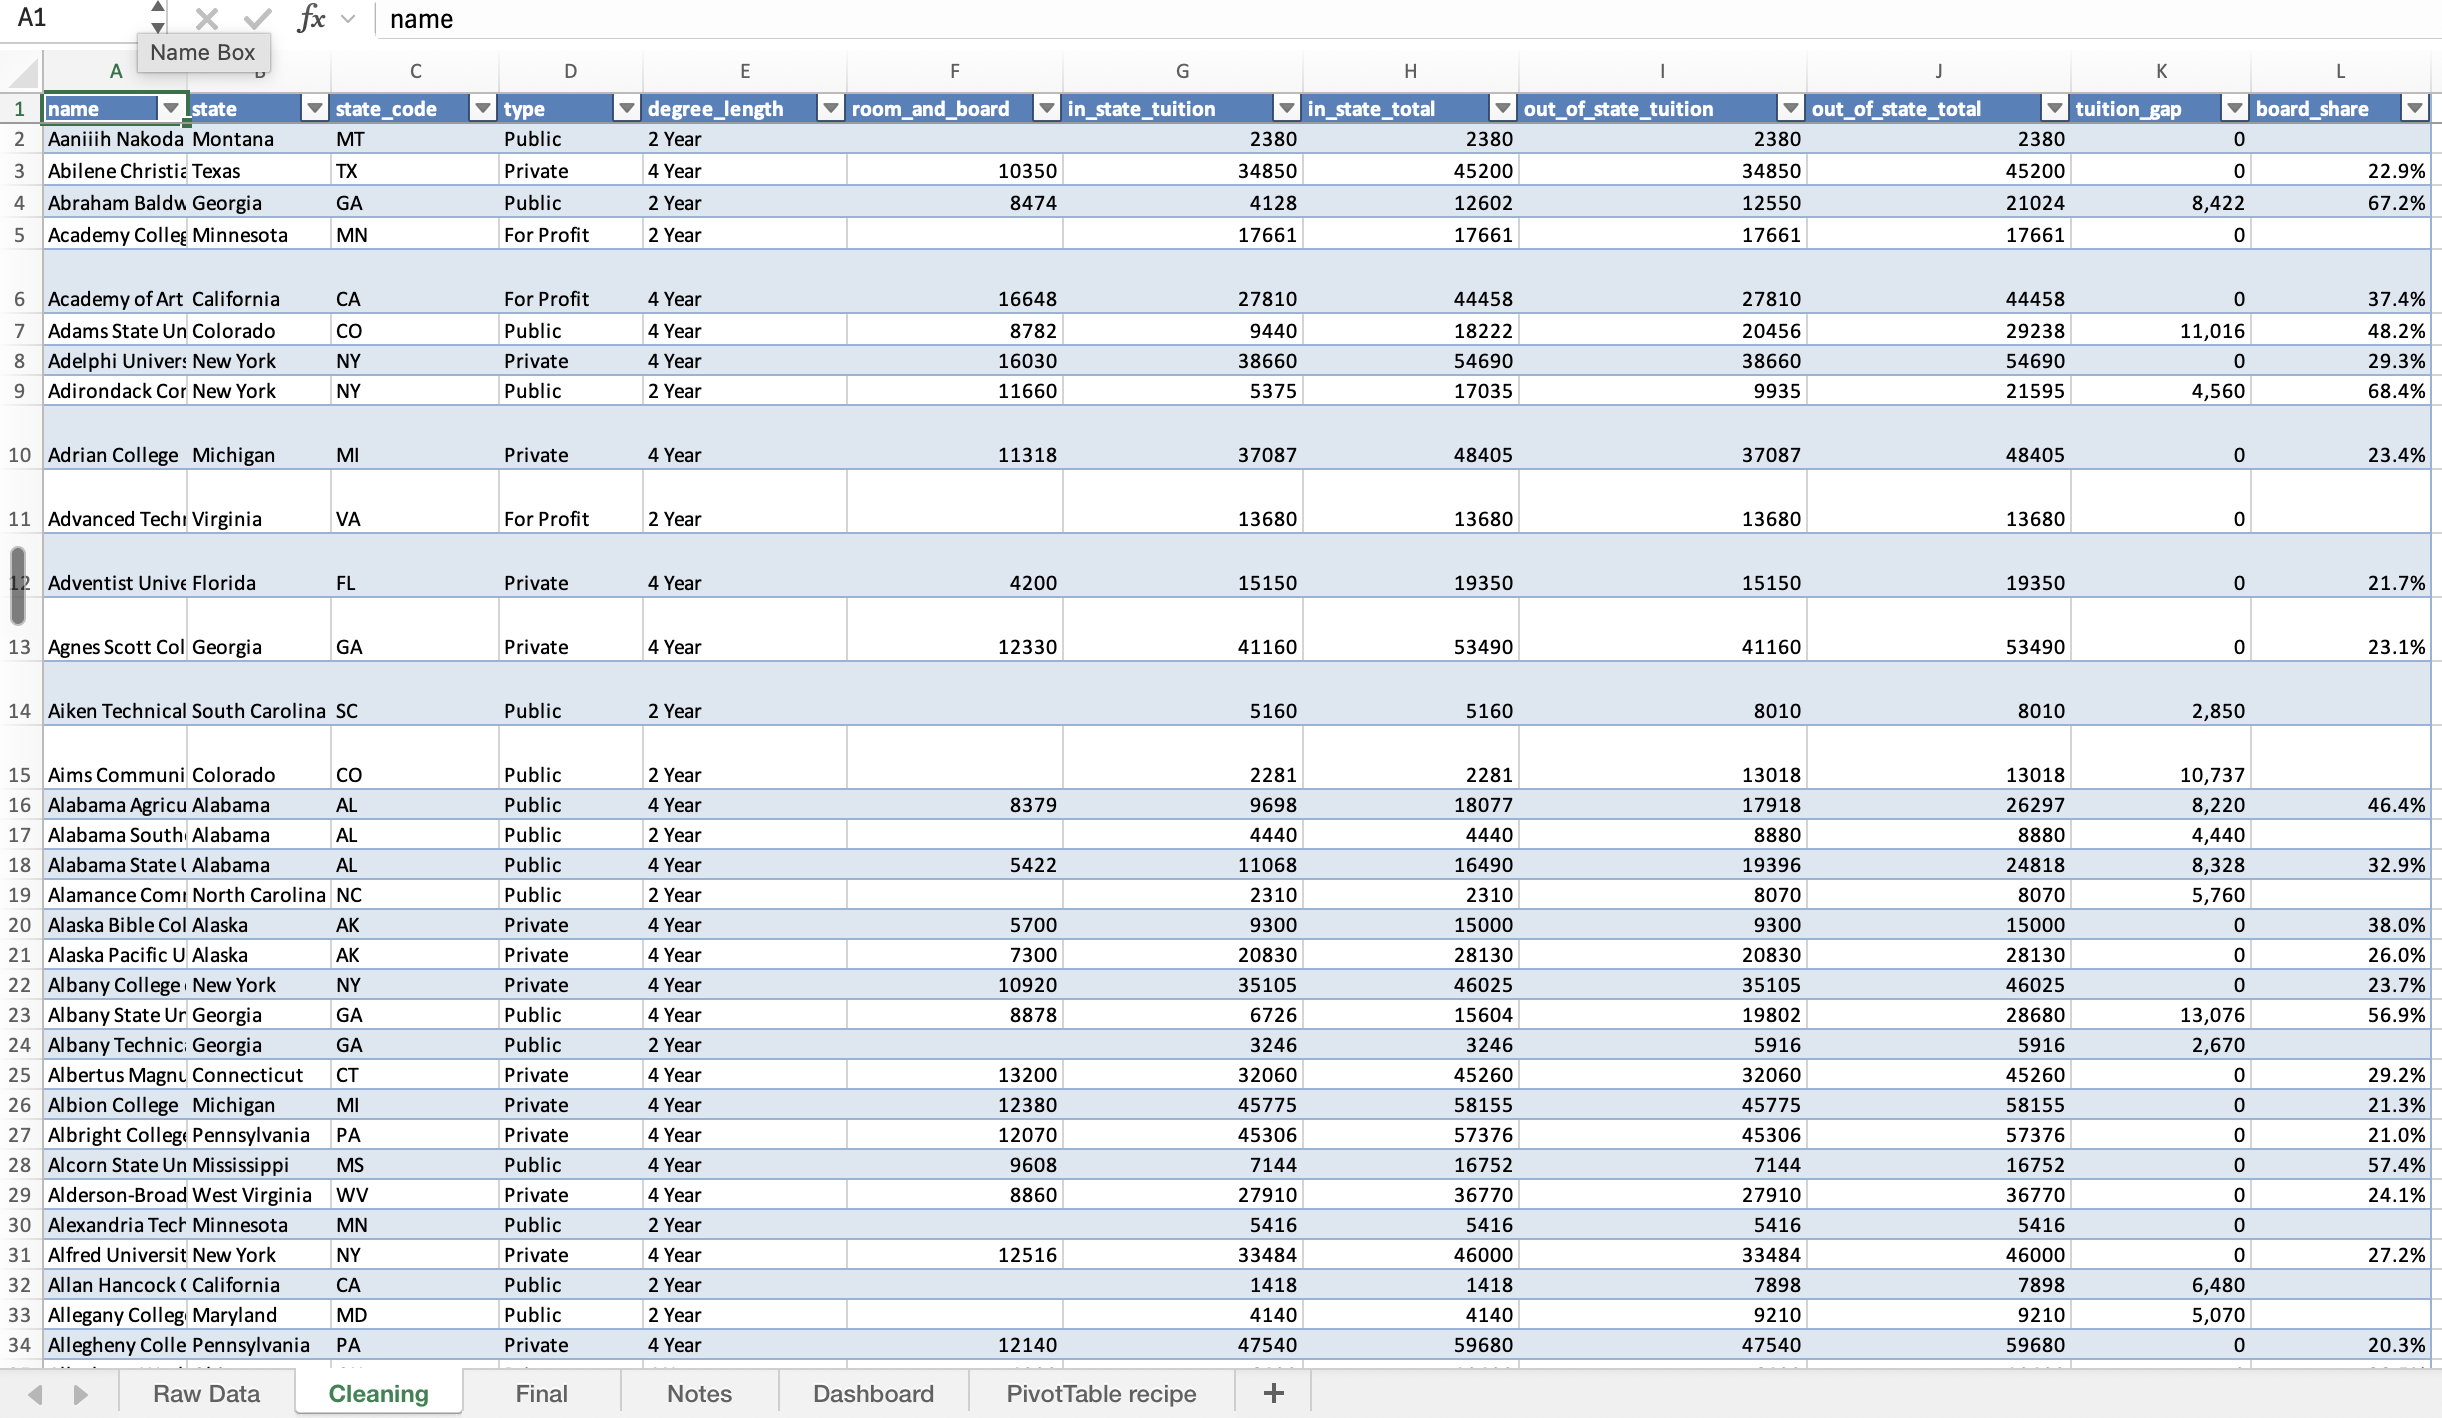 A1 fx name
Name Box
A C D E F G H I J K L
1 name state state_code type degree_length room_and_board in_state_tuition in_state_total out_of_state_tuition out_of_state_total tuition_gap board_share
2 Aaniiih Nakoda Montana MT Public 2 Year 2380 2380 2380 2380 0
3 Abilene Christia Texas TX Private 4 Year 10350 34850 45200 34850 45200 0 22.9%
4 Abraham Baldw Georgia GA Public 2 Year 8474 4128 12602 12550 21024 8,422 67.2%
5 Academy Colleg Minnesota MN For Profit 2 Year 17661 17661 17661 17661 0
6 Academy of Art California CA For Profit 4 Year 16648 27810 44458 27810 44458 0 37.4%
7 Adams State Un Colorado CO Public 4 Year 8782 9440 18222 20456 29238 11,016 48.2%
8 Adelphi Univers New York NY Private 4 Year 16030 38660 54690 38660 54690 0 29.3%
9 Adirondack Cor New York NY Public 2 Year 11660 5375 17035 9935 21595 4,560 68.4%
10 Adrian College Michigan MI Private 4 Year 11318 37087 48405 37087 48405 0 23.4%
11 Advanced Techn Virginia VA For Profit 2 Year 13680 13680 13680 13680 0
12 Adventist Unive Florida FL Private 4 Year 4200 15150 19350 15150 19350 0 21.7%
13 Agnes Scott Col Georgia GA Private 4 Year 12330 41160 53490 41160 53490 0 23.1%
14 Aiken Technical South Carolina SC Public 2 Year 5160 5160 8010 8010 2,850
15 Aims Communi Colorado CO Public 2 Year 2281 2281 13018 13018 10,737
16 Alabama Agricu Alabama AL Public 4 Year 8379 9698 18077 17918 26297 8,220 46.4%
17 Alabama South Alabama AL Public 2 Year 4440 4440 8880 8880 4,440
18 Alabama State Alabama AL Public 4 Year 5422 11068 16490 19396 24818 8,328 32.9%
19 Alamance Com North Carolina NC Public 2 Year 2310 2310 8070 8070 5,760
20 Alaska Bible Col Alaska AK Private 4 Year 5700 9300 15000 9300 15000 0 38.0%
21 Alaska Pacific U Alaska AK Private 4 Year 7300 20830 28130 20830 28130 0 26.0%
22 Albany College New York NY Private 4 Year 10920 35105 46025 35105 46025 0 23.7%
23 Albany State Un Georgia GA Public 4 Year 8878 6726 15604 19802 28680 13,076 56.9%
24 Albany Technic Georgia GA Public 2 Year 3246 3246 5916 5916 2,670
25 Albertus Magnu Connecticut CT Private 4 Year 13200 32060 45260 32060 45260 0 29.2%
26 Albion College Michigan MI Private 4 Year 12380 45775 58155 45775 58155 0 21.3%
27 Albright College Pennsylvania PA Private 4 Year 12070 45306 57376 45306 57376 0 21.0%
28 Alcorn State Un Mississippi MS Public 4 Year 9608 7144 16752 7144 16752 0 57.4%
29 Alderson-Broad West Virginia WV Private 4 Year 8860 27910 36770 27910 36770 0 24.1%
30 Alexandria Tech Minnesota MN Public 2 Year 5416 5416 5416 5416 0
31 Alfred Universit New York NY Private 4 Year 12516 33484 46000 33484 46000 0 27.2%
32 Allan Hancock C California CA Public 2 Year 1418 1418 7898 7898 6,480
33 Allegany Colleg Maryland MD Public 2 Year 4140 4140 9210 9210 5,070
34 Allegheny Colle Pennsylvania PA Private 4 Year 12140 47540 59680 47540 59680 0 20.3%
Raw Data Cleaning Final Notes Dashboard PivotTable recipe +